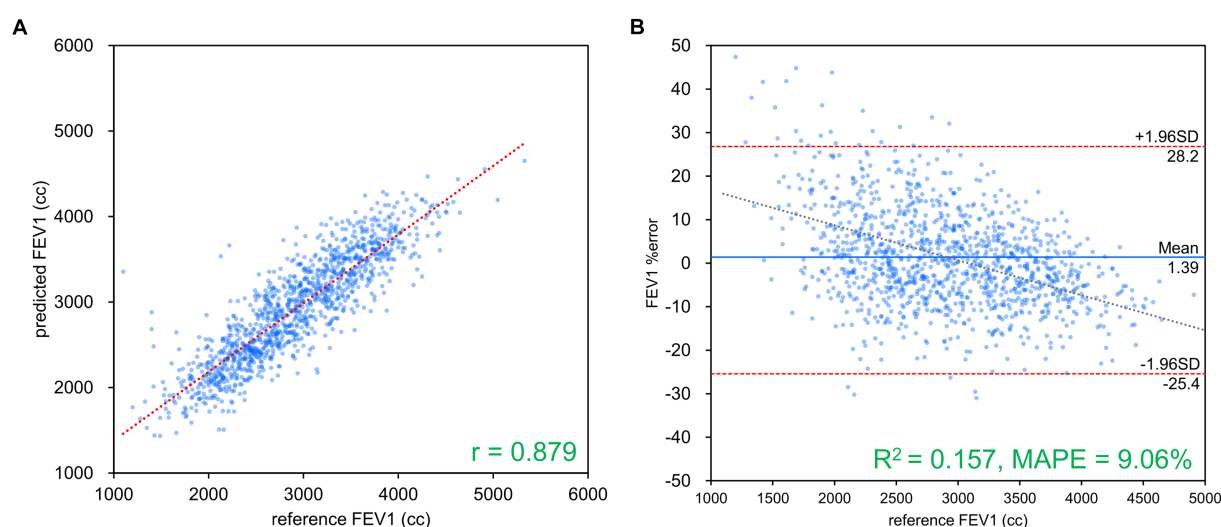 A
6000
5000
4000
3000
2000
1000
predicted FEV1 (cc)
r = 0.879
1000 2000 3000 4000 5000 6000
reference FEV1 (cc)
B
50
40
30
20
10
0
-10
-20
-30
-40
-50
FEV1 %error
+1.96SD
28.2
Mean
1.39
-1.96SD
-25.4
R² = 0.157, MAPE = 9.06%
1000 1500 2000 2500 3000 3500 4000 4500 5000
reference FEV1 (cc)